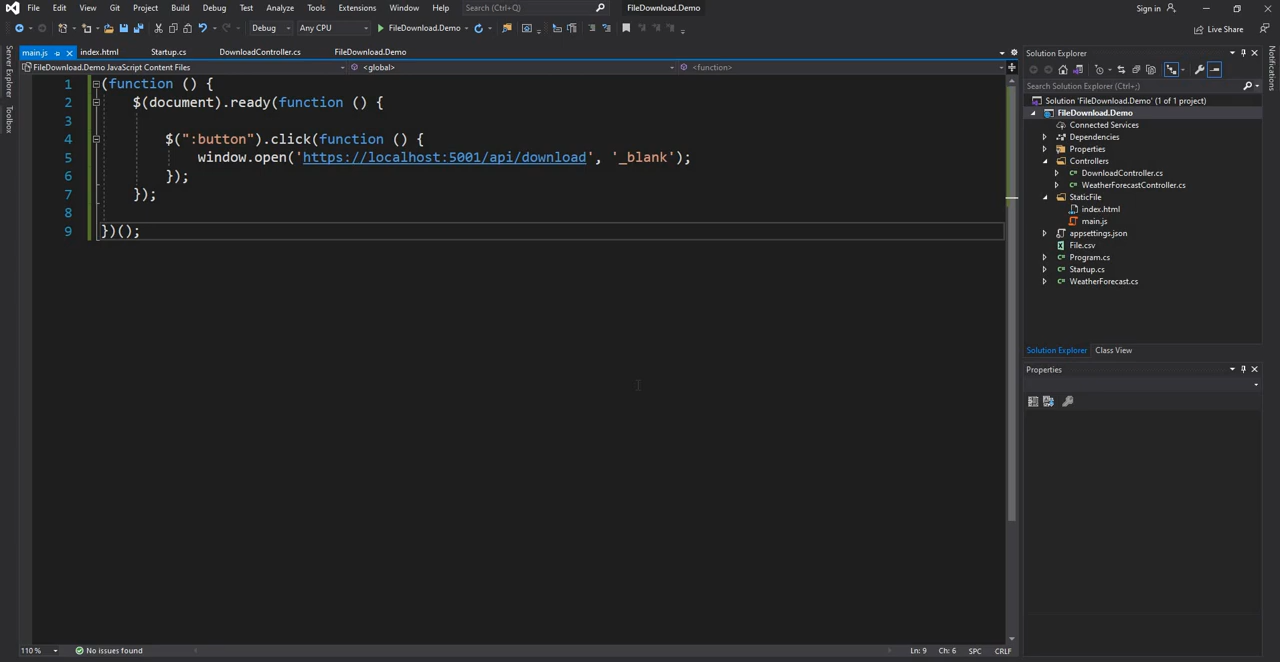 File Edit View Git Project Build Debug Test Analyze Tools Extensions Window Help Search (Ctrl+Q) FileDownload.Demo Sign in
Debug Any CPU FileDownload.Demo Live Share
main.js index.html Startup.cs DownloadController.cs FileDownload.Demo
FileDownload.Demo JavaScript Content Files <global> <function>
Server Explorer
Toolbox
1 (function () {
2 $(document).ready(function () {
3
4 $(":button").click(function () {
5 window.open('https://localhost:5001/api/download', '_blank');
6 });
7 });
8
9 })();
110 % No issues found Ln: 9 Ch: 6 SPC CRLF
Solution Explorer
Search Solution Explorer (Ctrl+;)
Solution 'FileDownload.Demo' (1 of 1 project)
FileDownload.Demo
Connected Services
Dependencies
Properties
Controllers
DownloadController.cs
WeatherForecastController.cs
StaticFile
index.html
main.js
appsettings.json
File.csv
Program.cs
Startup.cs
WeatherForecast.cs
Solution Explorer Class View
Properties
Notifications